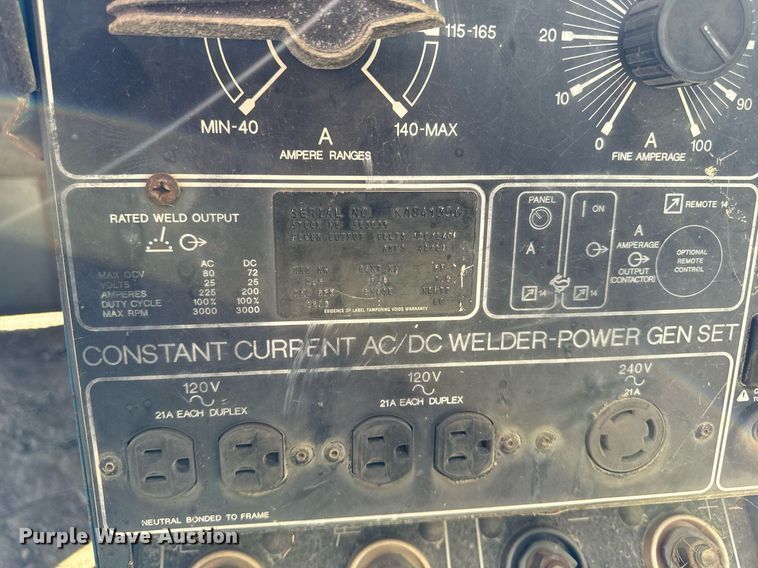 115-165
20
10
90
MIN-40
A
140-MAX
0
A
100
AMPERE RANGES
FINE AMPERAGE
RATED WELD OUTPUT
AC DC
MAX OCV 80 72
VOLTS 25 25
AMPERES 225 200
DUTY CYCLE 100% 100%
MAX RPM 3000 3000
SERIAL NO.
EVIDENCE OF LABEL TAMPERING VOIDS WARRANTY
PANEL
ON
REMOTE 14
A
A
AMPERAGE
OUTPUT
(CONTACTOR)
OPTIONAL
REMOTE
CONTROL
14
14
CONSTANT CURRENT AC/DC WELDER-POWER GEN SET
120V
21A EACH DUPLEX
120V
21A EACH DUPLEX
240V
21A
NEUTRAL BONDED TO FRAME
Purple Wave Auction